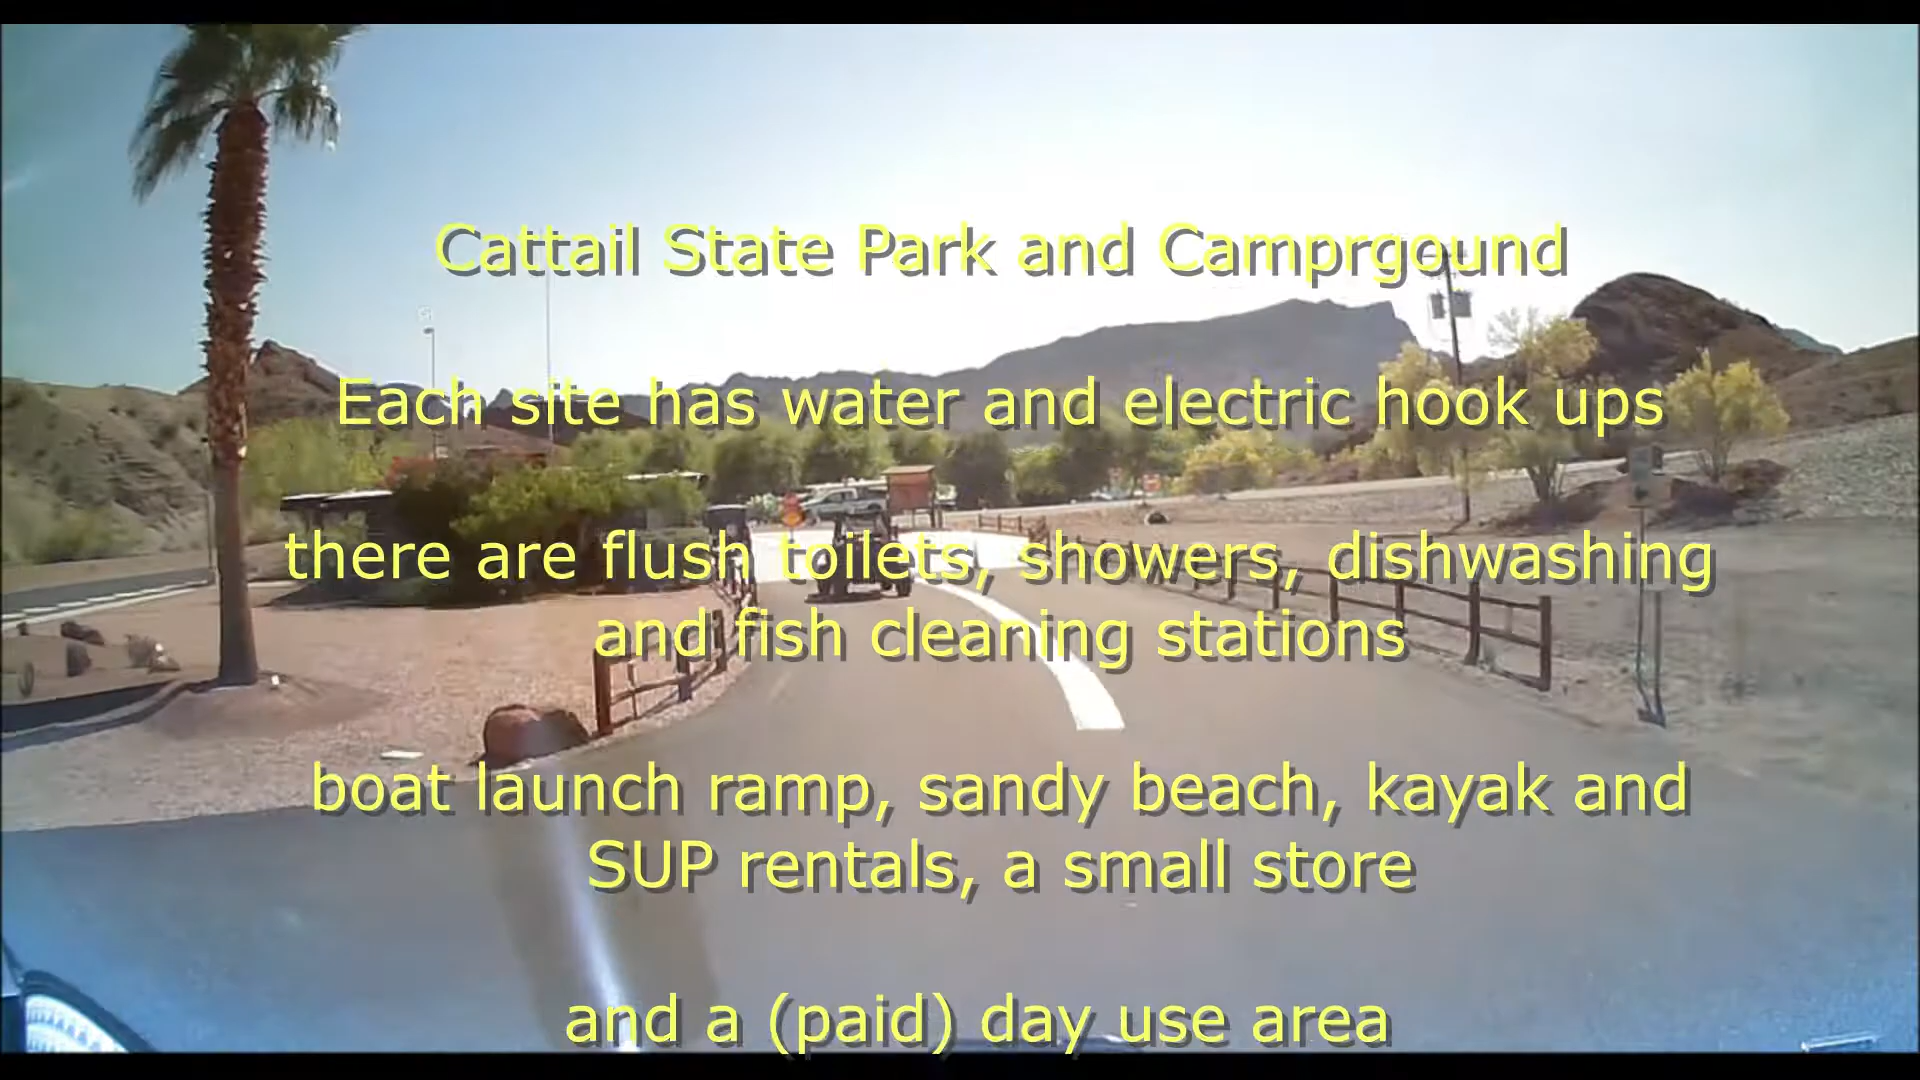 Cattail State Park and Camprgound
Each site has water and electric hook ups
there are flush toilets, showers, dishwashing
and fish cleaning stations
boat launch ramp, sandy beach, kayak and
SUP rentals, a small store
and a (paid) day use area